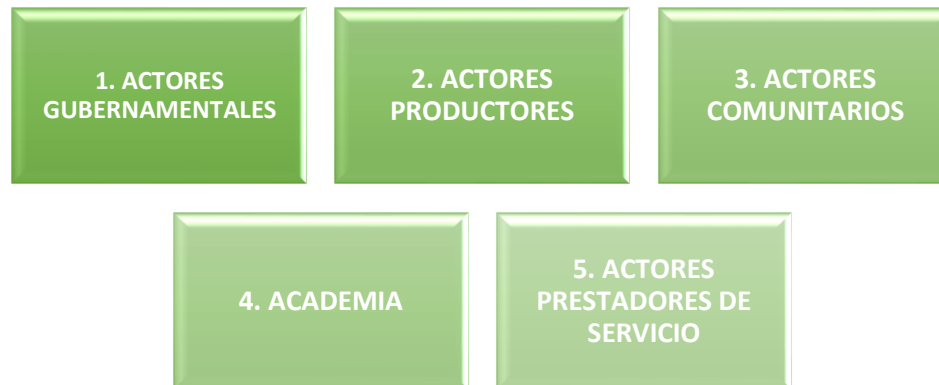 1. ACTORES
GUBERNAMENTALES
2. ACTORES
PRODUCTORES
3. ACTORES
COMUNITARIOS
4. ACADEMIA
5. ACTORES
PRESTADORES DE
SERVICIO